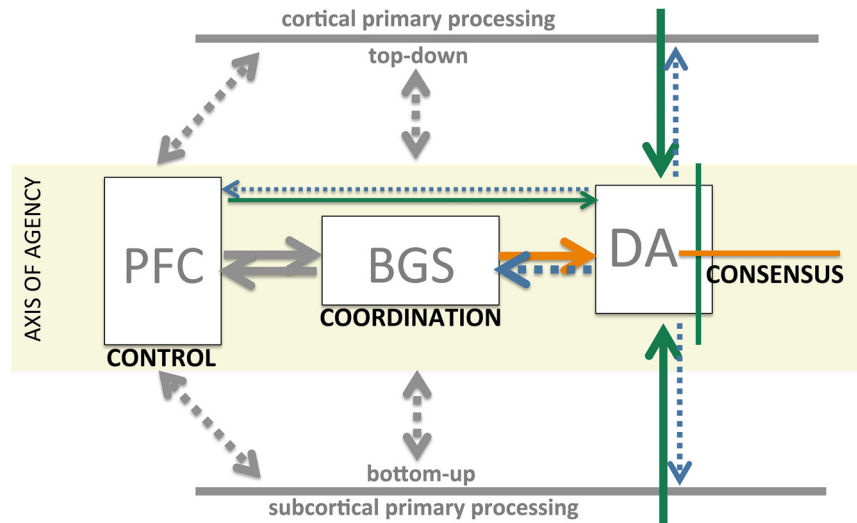 cortical primary processing
top-down
AXIS OF AGENCY
PFC
BGS
DA
CONSENSUS
COORDINATION
CONTROL
bottom-up
subcortical primary processing